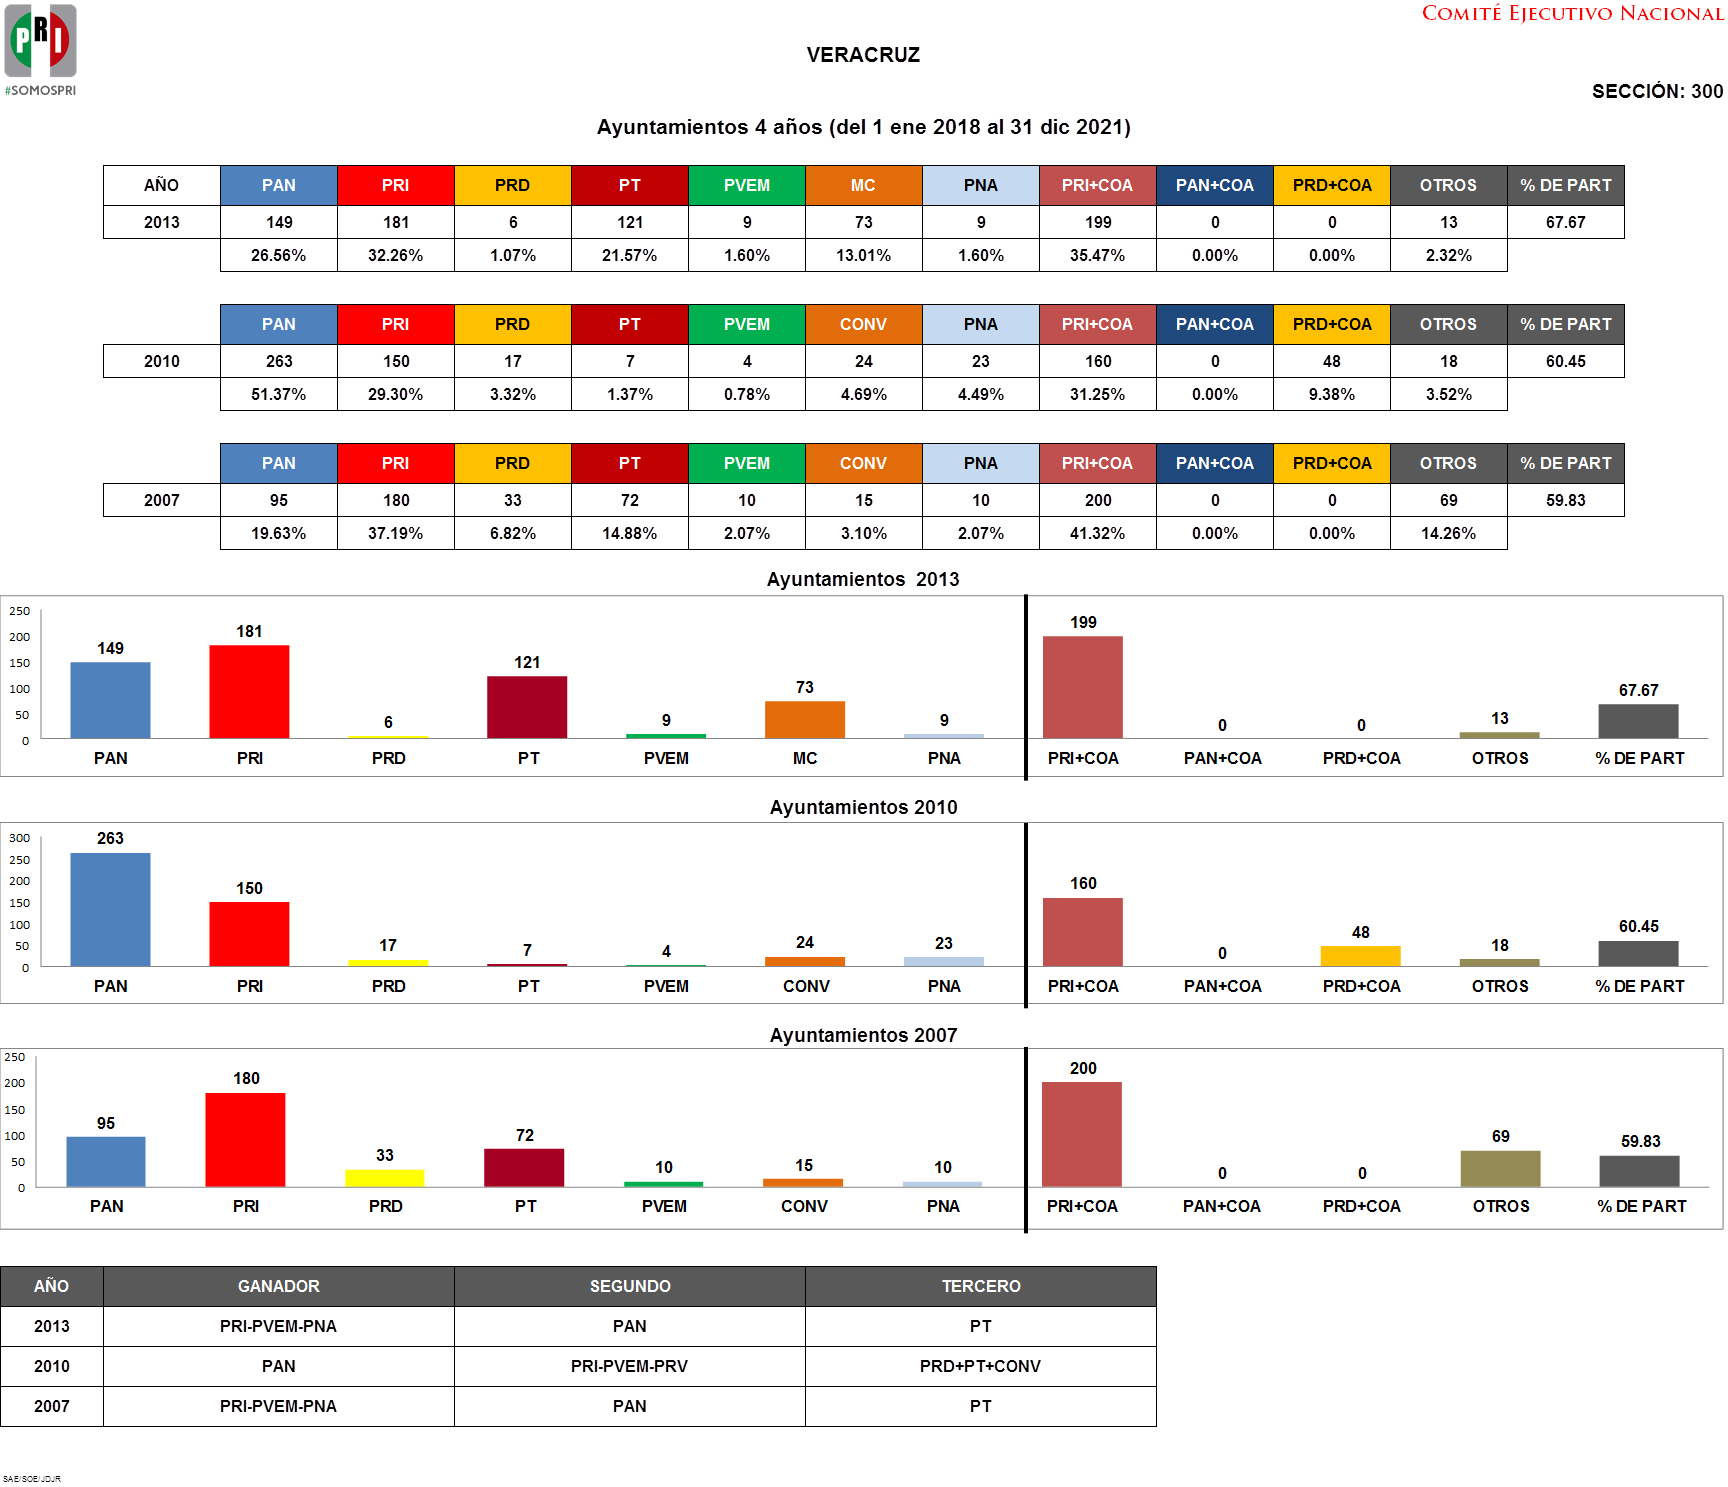 PRI
#SOMOSPRI
COMITÉ EJECUTIVO NACIONAL
VERACRUZ
SECCIÓN: 300
Ayuntamientos 4 años (del 1 ene 2018 al 31 dic 2021)
AÑO PAN PRI PRD PT PVEM MC PNA PRI+COA PAN+COA PRD+COA OTROS % DE PART
2013 149 181 6 121 9 73 9 199 0 0 13 67.67
26.56% 32.26% 1.07% 21.57% 1.60% 13.01% 1.60% 35.47% 0.00% 0.00% 2.32%
PAN PRI PRD PT PVEM CONV PNA PRI+COA PAN+COA PRD+COA OTROS % DE PART
2010 263 150 17 7 4 24 23 160 0 48 18 60.45
51.37% 29.30% 3.32% 1.37% 0.78% 4.69% 4.49% 31.25% 0.00% 9.38% 3.52%
PAN PRI PRD PT PVEM CONV PNA PRI+COA PAN+COA PRD+COA OTROS % DE PART
2007 95 180 33 72 10 15 10 200 0 0 69 59.83
19.63% 37.19% 6.82% 14.88% 2.07% 3.10% 2.07% 41.32% 0.00% 0.00% 14.26%
Ayuntamientos 2013
250
200
150
100
50
0
149 181 6 121 9 73 9 199 0 0 13 67.67
PAN PRI PRD PT PVEM MC PNA PRI+COA PAN+COA PRD+COA OTROS % DE PART
Ayuntamientos 2010
300
250
200
150
100
50
0
263 150 17 7 4 24 23 160 0 48 18 60.45
PAN PRI PRD PT PVEM CONV PNA PRI+COA PAN+COA PRD+COA OTROS % DE PART
Ayuntamientos 2007
250
200
150
100
50
0
95 180 33 72 10 15 10 200 0 0 69 59.83
PAN PRI PRD PT PVEM CONV PNA PRI+COA PAN+COA PRD+COA OTROS % DE PART
AÑO GANADOR SEGUNDO TERCERO
2013 PRI-PVEM-PNA PAN PT
2010 PAN PRI-PVEM-PRV PRD+PT+CONV
2007 PRI-PVEM-PNA PAN PT
SAE/SOE/JDJR